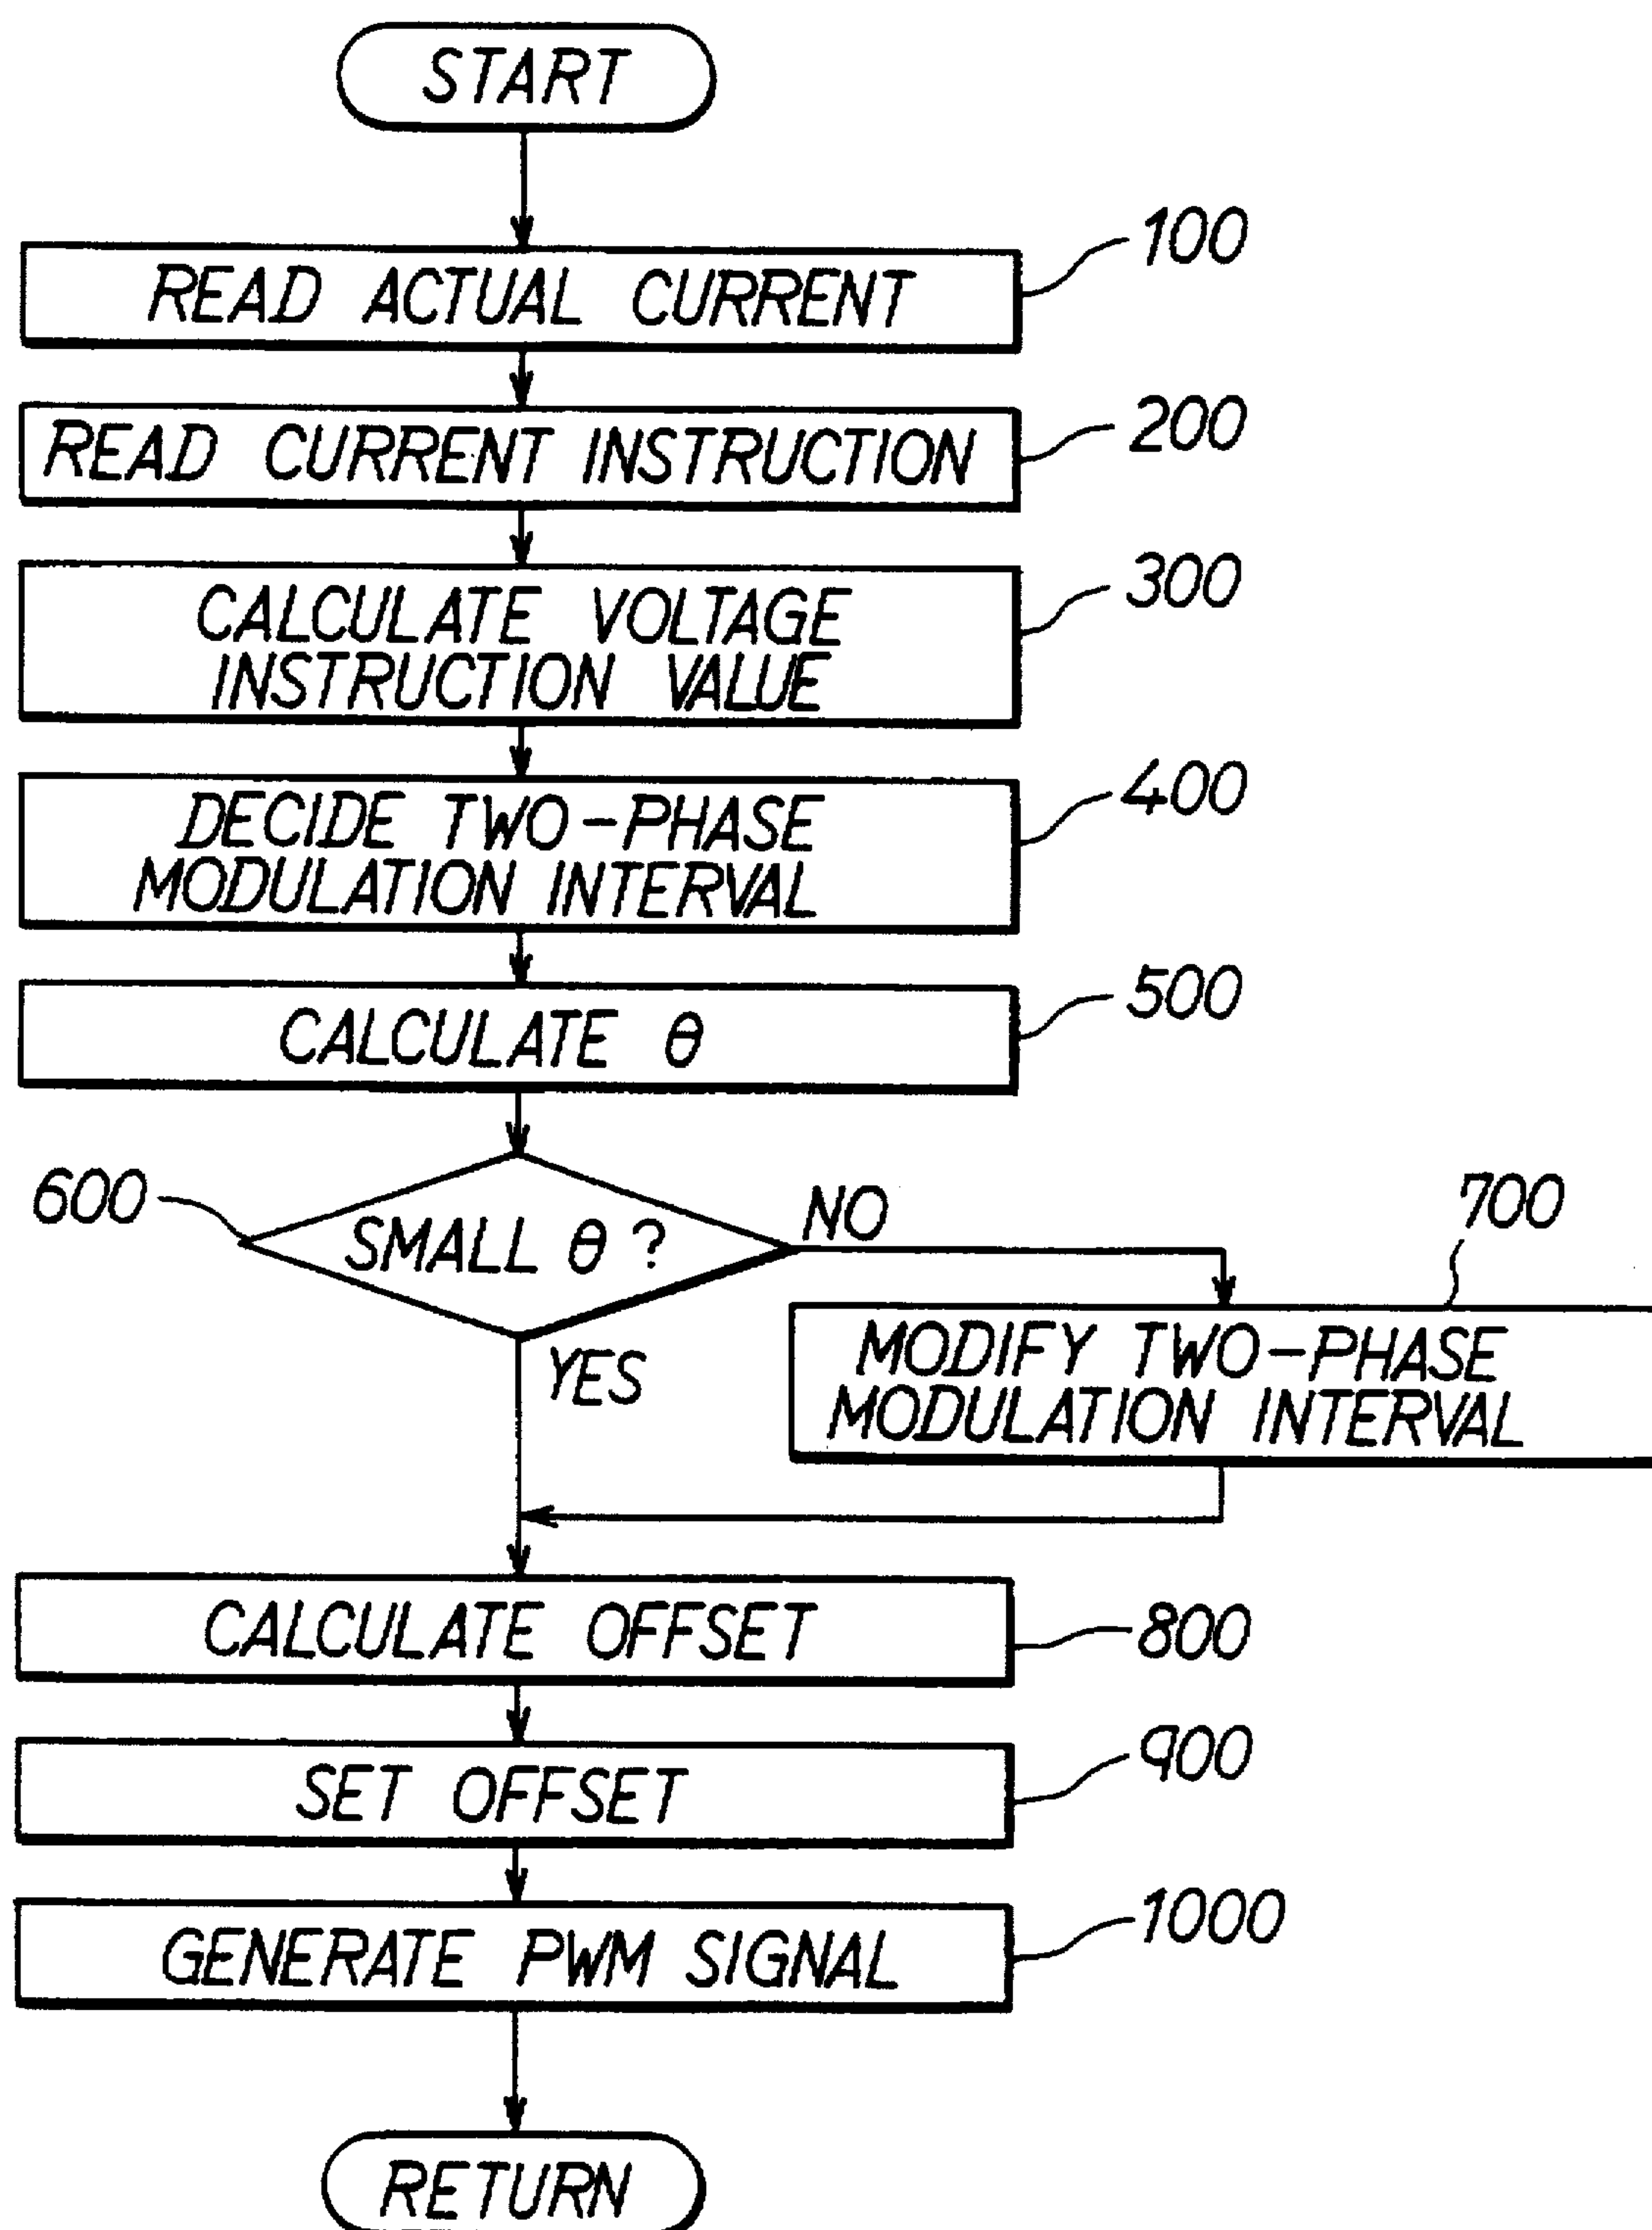 START
READ ACTUAL CURRENT
100
READ CURRENT INSTRUCTION
200
CALCULATE VOLTAGE
INSTRUCTION VALUE
300
DECIDE TWO-PHASE
MODULATION INTERVAL
400
CALCULATE θ
500
600
SMALL θ ?
NO
YES
700
MODIFY TWO-PHASE
MODULATION INTERVAL
CALCULATE OFFSET
800
SET OFFSET
900
GENERATE PWM SIGNAL
1000
RETURN